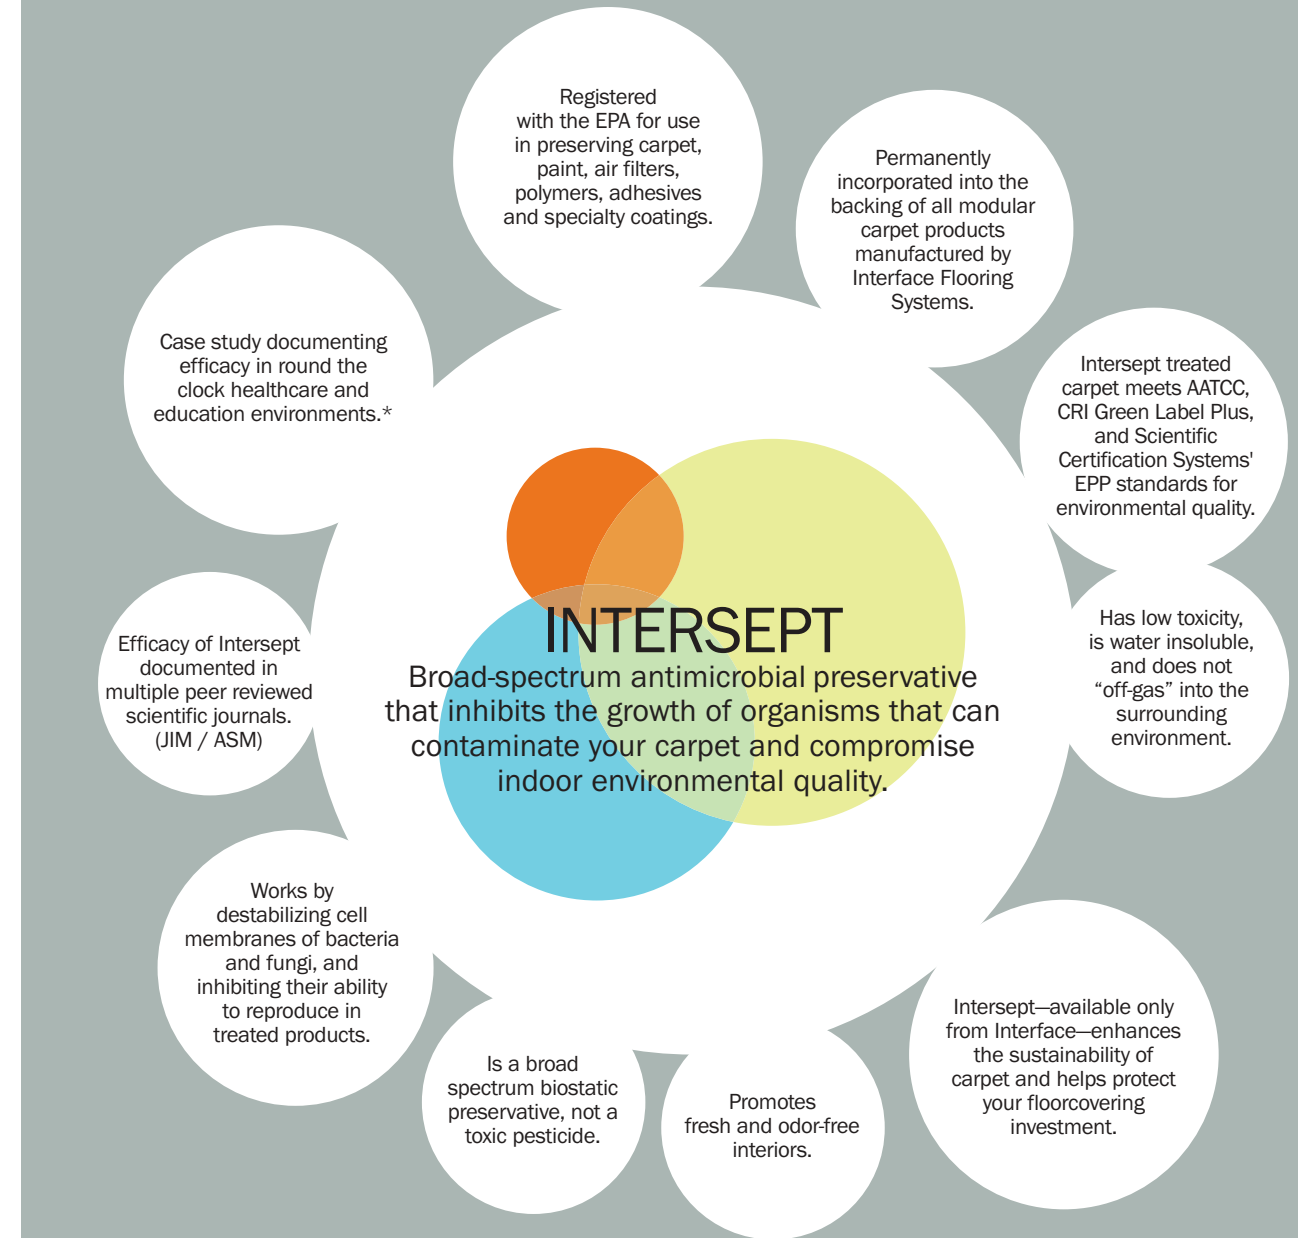 Registered
with the EPA for use
in preserving carpet,
paint, air filters,
polymers, adhesives
and specialty coatings.
Permanently
incorporated into the
backing of all modular
carpet products
manufactured by
Interface Flooring
Systems.
Case study documenting
efficacy in round the
clock healthcare and
education environments.*
Intersept treated
carpet meets AATCC,
CRI Green Label Plus,
and Scientific
Certification Systems'
EPP standards for
environmental quality.
INTERSEPT
Broad-spectrum antimicrobial preservative
that inhibits the growth of organisms that can
contaminate your carpet and compromise
indoor environmental quality.
Has low toxicity,
is water insoluble,
and does not
“off-gas” into the
surrounding
environment.
Efficacy of Intersept
documented in
multiple peer reviewed
scientific journals.
(JIM / ASM)
Works by
destabilizing cell
membranes of bacteria
and fungi, and
inhibiting their ability
to reproduce in
treated products.
Is a broad
spectrum biostatic
preservative, not a
toxic pesticide.
Promotes
fresh and odor-free
interiors.
Intersept—available only
from Interface—enhances
the sustainability of
carpet and helps protect
your floorcovering
investment.